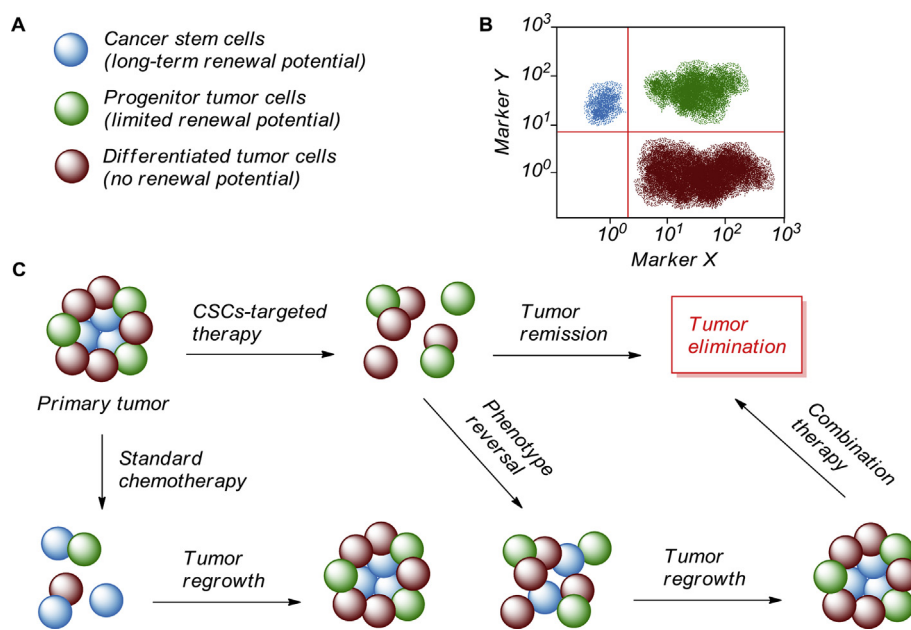 A
Cancer stem cells
(long-term renewal potential)
Progenitor tumor cells
(limited renewal potential)
Differentiated tumor cells
(no renewal potential)
B
Marker Y
10³
10²
10¹
10⁰
10⁰ 10¹ 10² 10³
Marker X
C
CSCs-targeted
therapy
Tumor
remission
Tumor
elimination
Primary tumor
Standard
chemotherapy
Phenotype
reversal
Combination
therapy
Tumor
regrowth
Tumor
regrowth